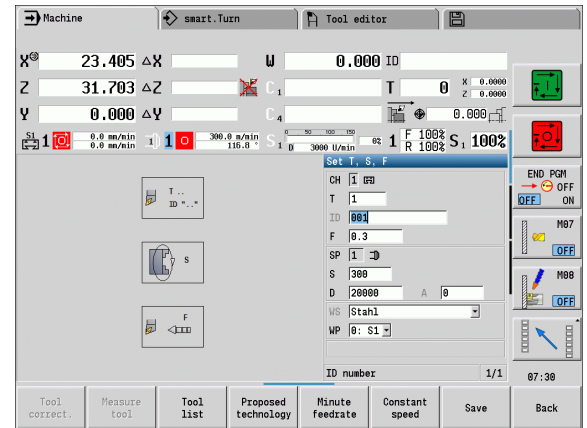 Machine smart.Turn Tool editor
X 23.405 ΔX W 0.000 ID
Z 31.703 ΔZ C 1 T 0 X 0.0000 Z 0.0000
Y 0.000 ΔY C 4 0.000
S1 1 0.0 mm/min 0.0 mm/min 1 300.0 m/min 116.8 ° S 1 0 50 100 150 0% D 3000 U/min 1 F 100% R 100% S1 100%
Set T, S, F
CH 1
T 1
ID 001
F 0.3
SP 1
S 300
D 20000 A 0
WS Stahl
WP 0: S1
ID number 1/1
T ..
ID ".."
S
F
END PGM
OFF
OFF ON
M07
OFF
M08
OFF
07:30
Tool correct. Measure tool Tool list Proposed technology Minute feedrate Constant speed Save Back